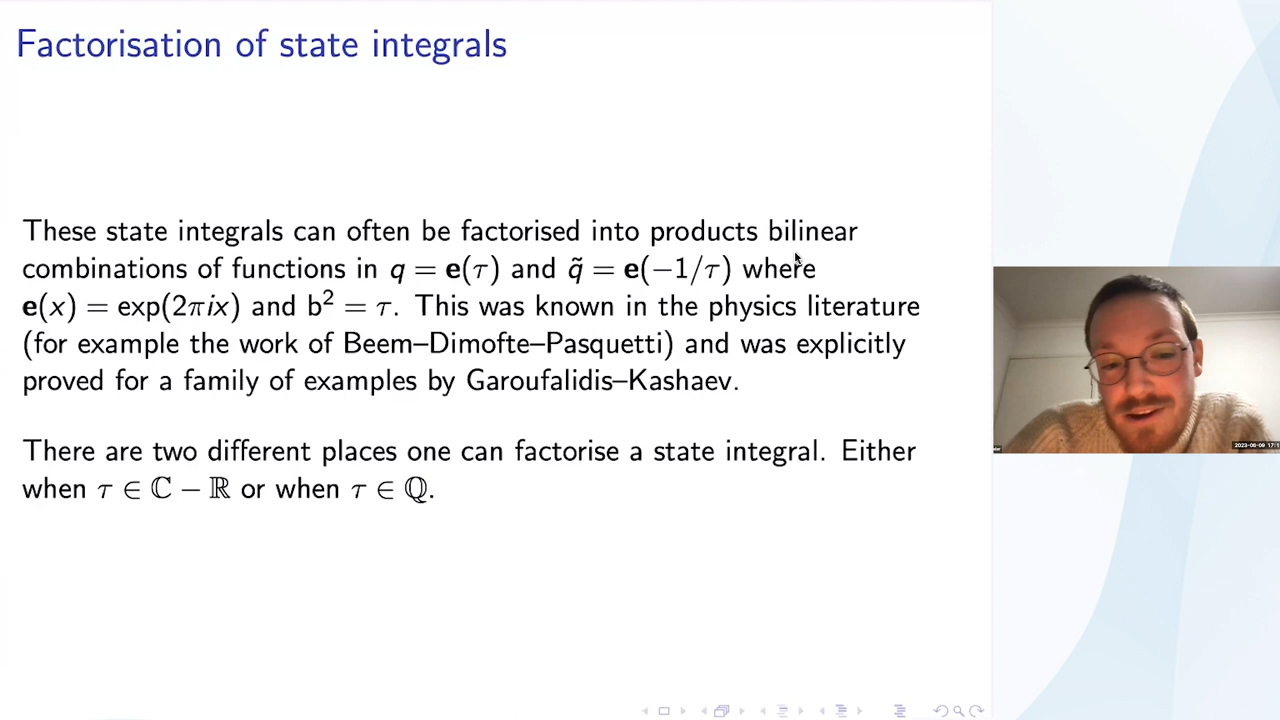 Factorisation of state integrals
These state integrals can often be factorised into products bilinear
combinations of functions in q = e(τ) and q̃ = e(−1/τ) where
e(x) = exp(2πix) and b² = τ. This was known in the physics literature
(for example the work of Beem–Dimofte–Pasquetti) and was explicitly
proved for a family of examples by Garoufalidis–Kashaev.
There are two different places one can factorise a state integral. Either
when τ ∈ ℂ − ℝ or when τ ∈ ℚ.